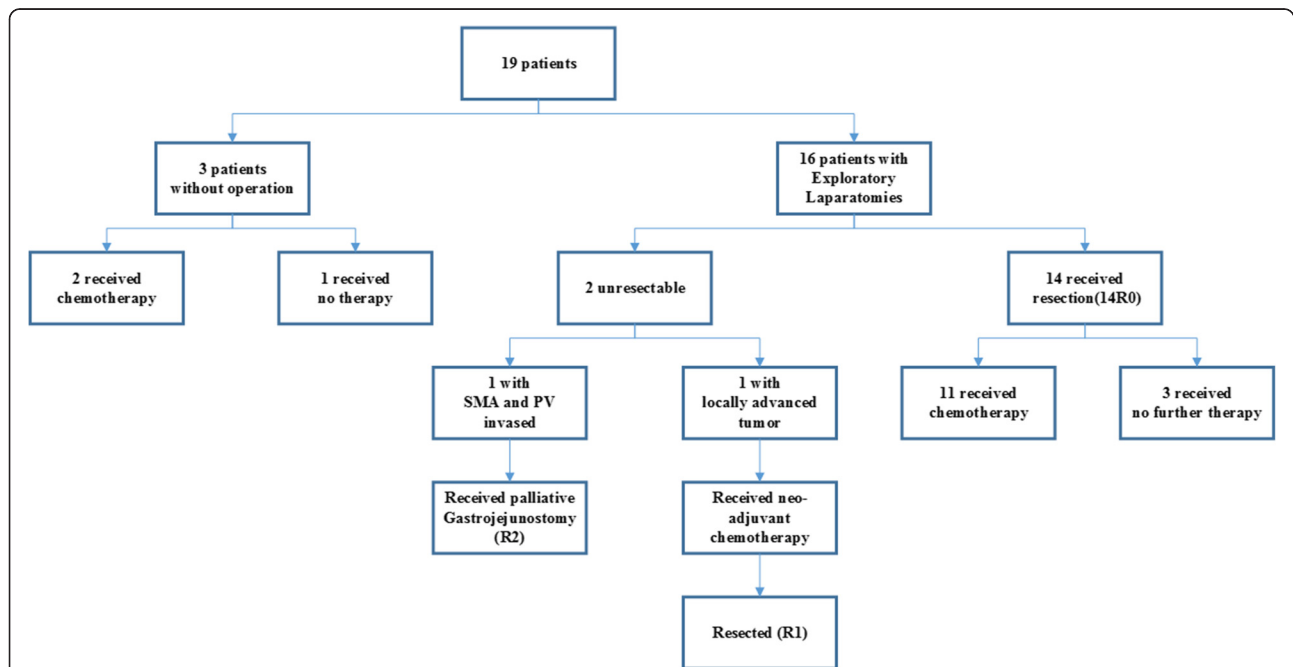 19 patients
3 patients
without operation
16 patients with
Exploratory
Laparatomies
2 received
chemotherapy
1 received
no therapy
2 unresectable
14 received
resection(14R0)
1 with
SMA and PV
invased
1 with
locally advanced
tumor
11 received
chemotherapy
3 received
no further therapy
Received palliative
Gastrojejunostomy
(R2)
Received neo-
adjuvant
chemotherapy
Resected (R1)